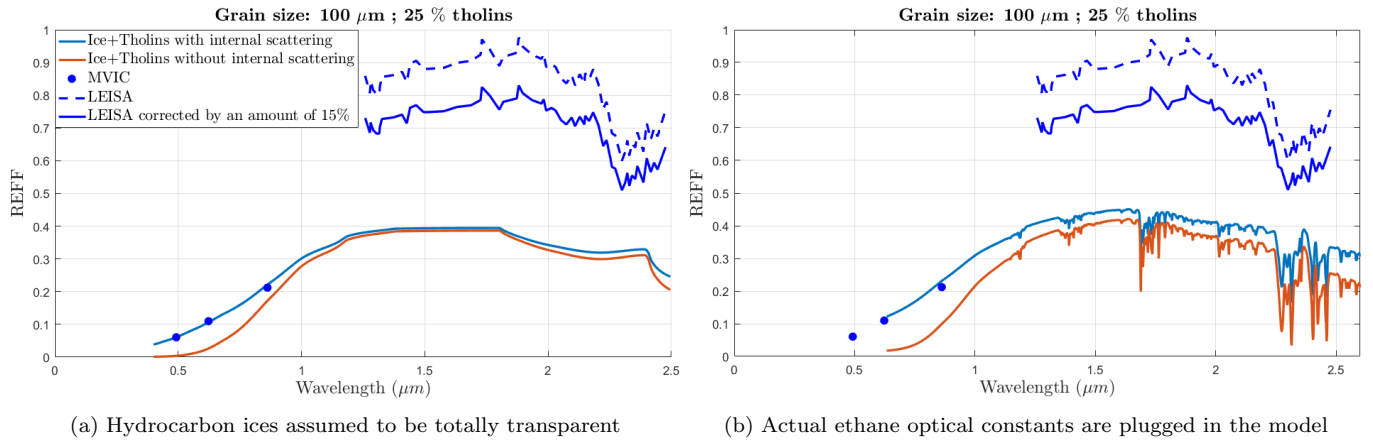 Grain size: 100 μm ; 25 % tholins
REFF
1
0.9
0.8
0.7
0.6
0.5
0.4
0.3
0.2
0.1
0
Ice+Tholins with internal scattering
Ice+Tholins without internal scattering
MVIC
LEISA
LEISA corrected by an amount of 15%
0 0.5 1 1.5 2 2.5
Wavelength (μm)
(a) Hydrocarbon ices assumed to be totally transparent
Grain size: 100 μm ; 25 % tholins
REFF
1
0.9
0.8
0.7
0.6
0.5
0.4
0.3
0.2
0.1
0
0 0.5 1 1.5 2 2.5
Wavelength (μm)
(b) Actual ethane optical constants are plugged in the model